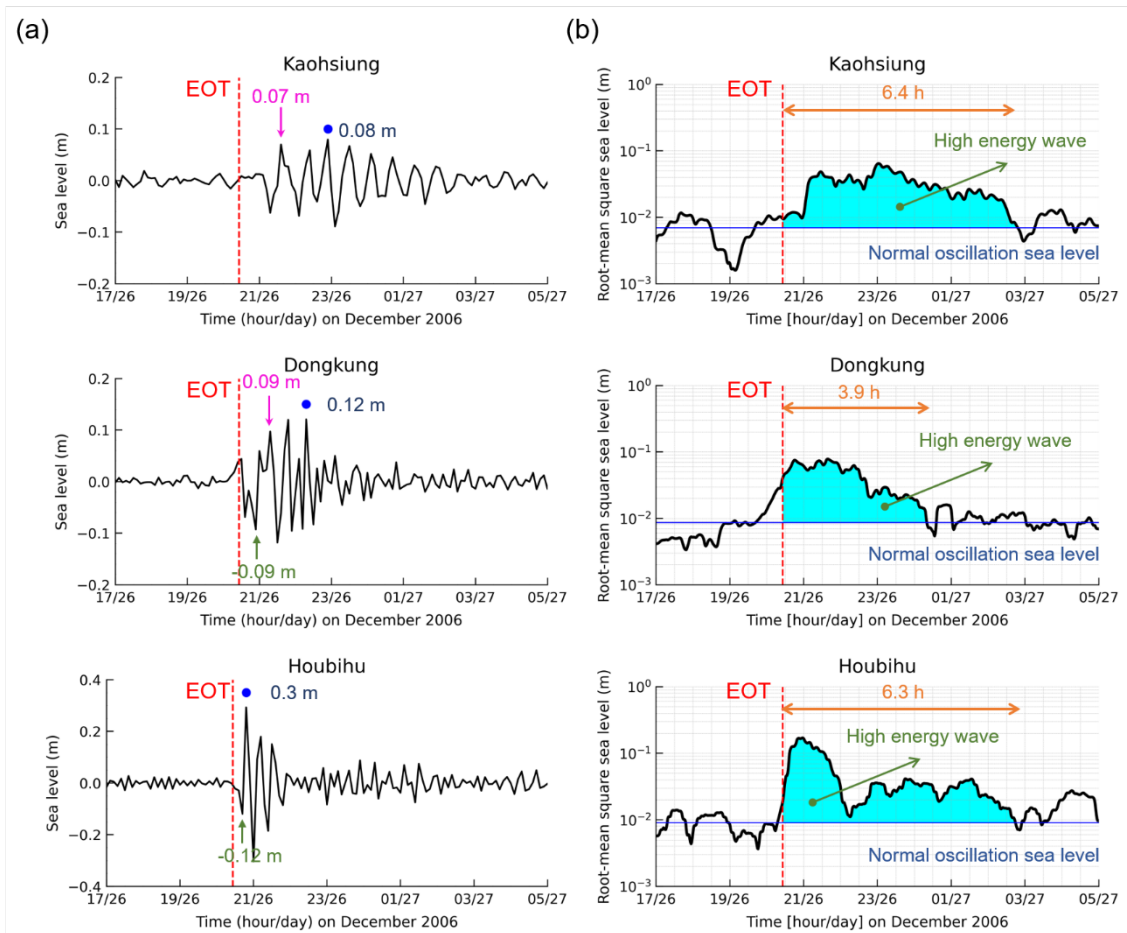 (a)
Kaohsiung
EOT
0.07 m
0.08 m
Sea level (m)
0.2
0.1
0.0
−0.1
−0.2
17/26 19/26 21/26 23/26 01/27 03/27 05/27
Time (hour/day) on December 2006
Dongkung
EOT
0.09 m
0.12 m
-0.09 m
Sea level (m)
0.2
0.1
0.0
−0.1
−0.2
17/26 19/26 21/26 23/26 01/27 03/27 05/27
Time (hour/day) on December 2006
Houbihu
EOT
0.3 m
-0.12 m
Sea level (m)
0.4
0.2
0.0
−0.2
−0.4
17/26 19/26 21/26 23/26 01/27 03/27 05/27
Time (hour/day) on December 2006
(b)
Kaohsiung
EOT
6.4 h
High energy wave
Normal oscillation sea level
Root-mean square sea level (m)
10⁰
10⁻¹
10⁻²
10⁻³
17/26 19/26 21/26 23/26 01/27 03/27 05/27
Time [hour/day] on December 2006
Dongkung
EOT
3.9 h
High energy wave
Normal oscillation sea level
Root-mean square sea level (m)
10⁰
10⁻¹
10⁻²
10⁻³
17/26 19/26 21/26 23/26 01/27 03/27 05/27
Time [hour/day] on December 2006
Houbihu
EOT
6.3 h
High energy wave
Normal oscillation sea level
Root-mean square sea level (m)
10⁰
10⁻¹
10⁻²
10⁻³
17/26 19/26 21/26 23/26 01/27 03/27 05/27
Time [hour/day] on December 2006